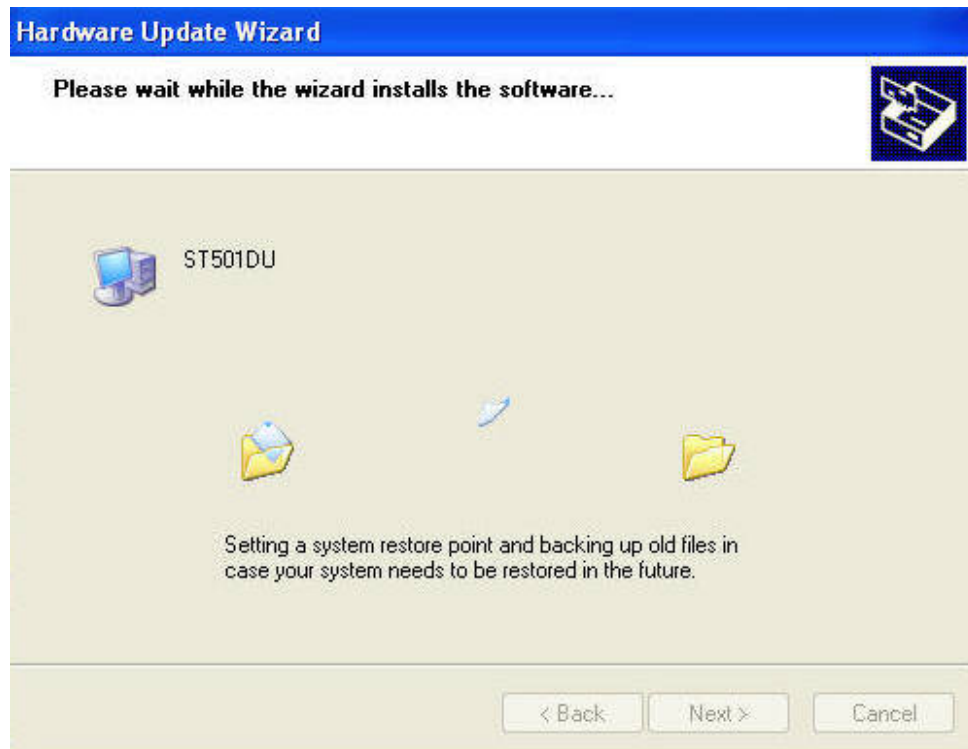 Hardware Update Wizard
Please wait while the wizard installs the software...
ST501DU
Setting a system restore point and backing up old files in
case your system needs to be restored in the future.
< Back
Next >
Cancel